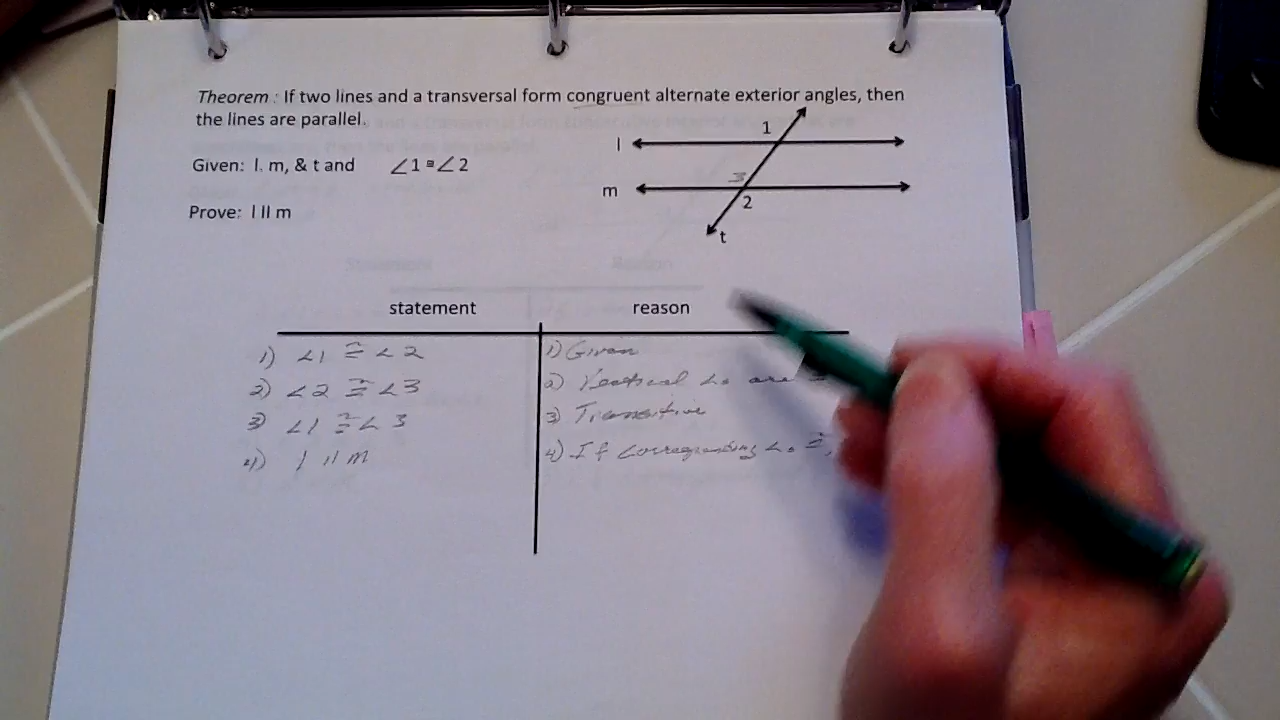 Theorem : If two lines and a transversal form congruent alternate exterior angles, then
the lines are parallel.
1
l
Given: l. m, & t and ∠1 ≅ ∠2
3
m
2
Prove: l ll m
t
statement reason
1) ∠1 ≅ ∠2 1) Given
2) ∠2 ≅ ∠3 2) Vertical ∠s are ≅
3) ∠1 ≅ ∠3 3) Transitive
4) l ll m 4) If corresponding ∠s ≅,